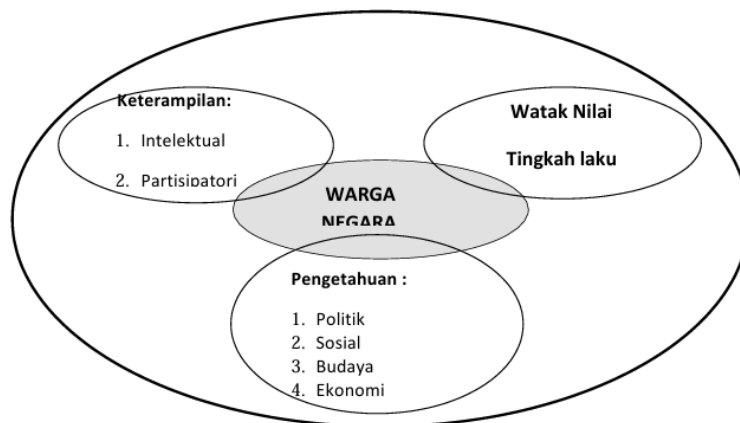 Keterampilan:
1. Intelektual
2. Partisipatori
Watak Nilai
Tingkah laku
WARGA
NEGARA
Pengetahuan :
1. Politik
2. Sosial
3. Budaya
4. Ekonomi